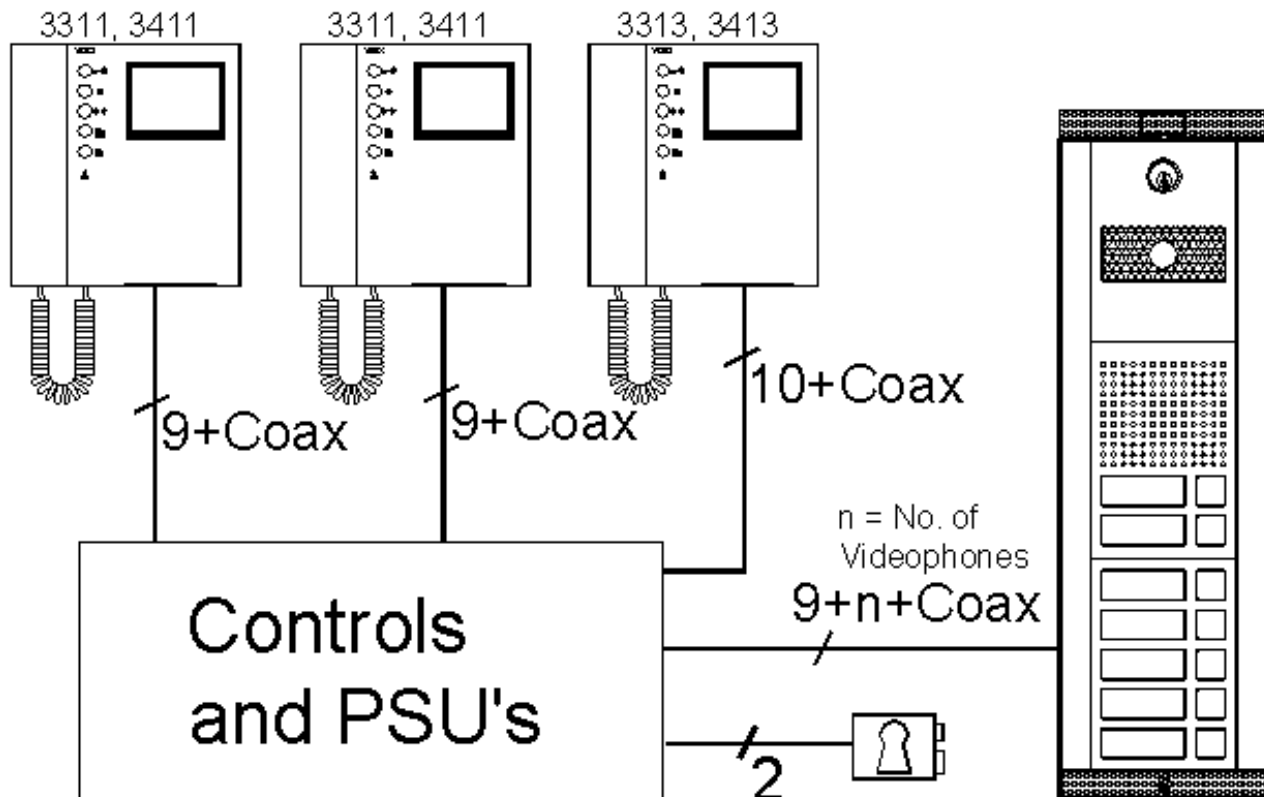 3311, 3411
3311, 3411
3313, 3413
9+Coax
9+Coax
10+Coax
n = No. of
Videophones
9+n+Coax
Controls
and PSU's
2